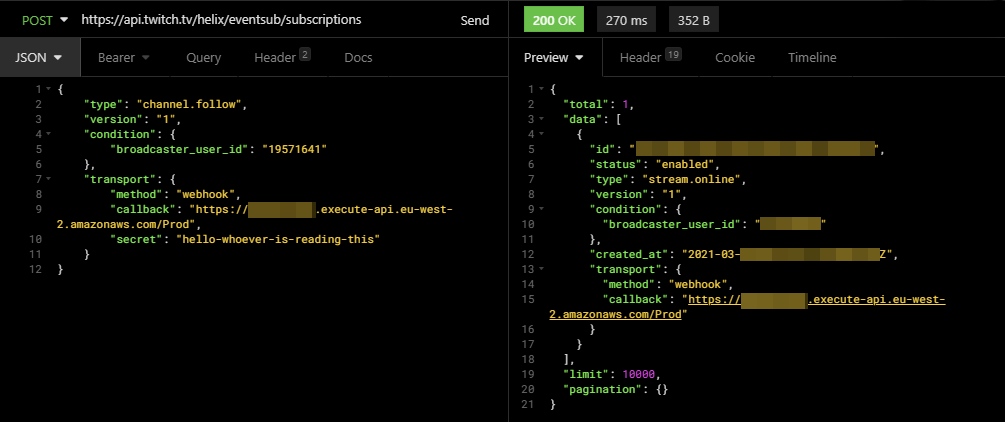 POST https://api.twitch.tv/helix/eventsub/subscriptions Send
200 OK 270 ms 352 B
JSON Bearer Query Header 2 Docs
Preview Header 19 Cookie Timeline
1 {
2 "type": "channel.follow",
3 "version": "1",
4 "condition": {
5 "broadcaster_user_id": "19571641"
6 },
7 "transport": {
8 "method": "webhook",
9 "callback": "https:// .execute-api.eu-west-
2.amazonaws.com/Prod",
10 "secret": "hello-whoever-is-reading-this"
11 }
12 }
1 {
2 "total": 1,
3 "data": [
4 {
5 "id": " ",
6 "status": "enabled",
7 "type": "stream.online",
8 "version": "1",
9 "condition": {
10 "broadcaster_user_id": " "
11 },
12 "created_at": "2021-03- Z",
13 "transport": {
14 "method": "webhook",
15 "callback": "https:// .execute-api.eu-west-
2.amazonaws.com/Prod"
16 }
17 }
18 ],
19 "limit": 10000,
20 "pagination": {}
21 }